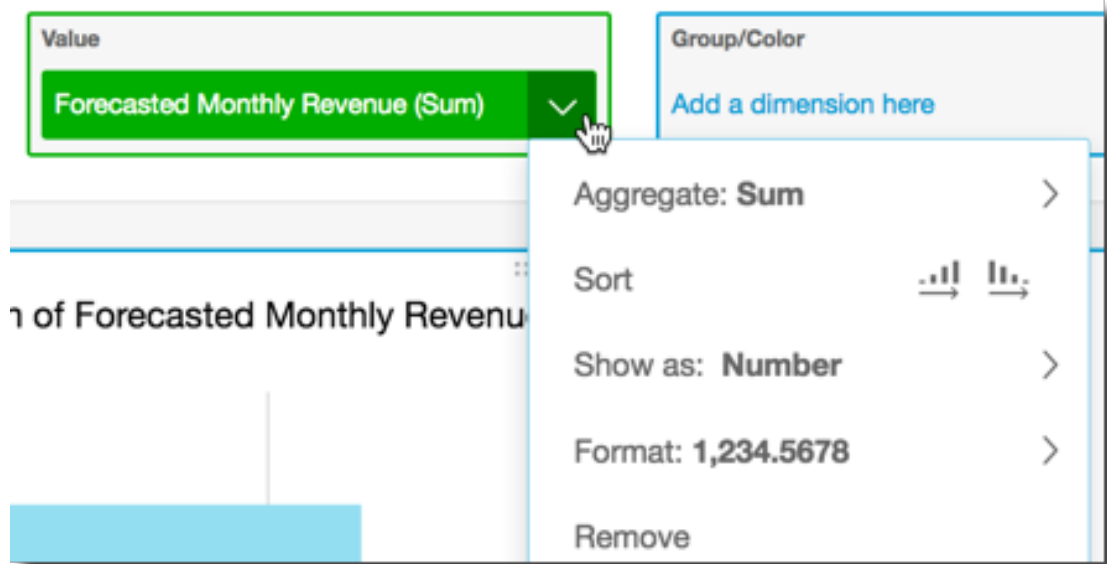 Value
Group/Color
Forecasted Monthly Revenue (Sum)
Add a dimension here
Aggregate: Sum
Sort
of Forecasted Monthly
Show as: Number
Format: 1,234.5678
Remove